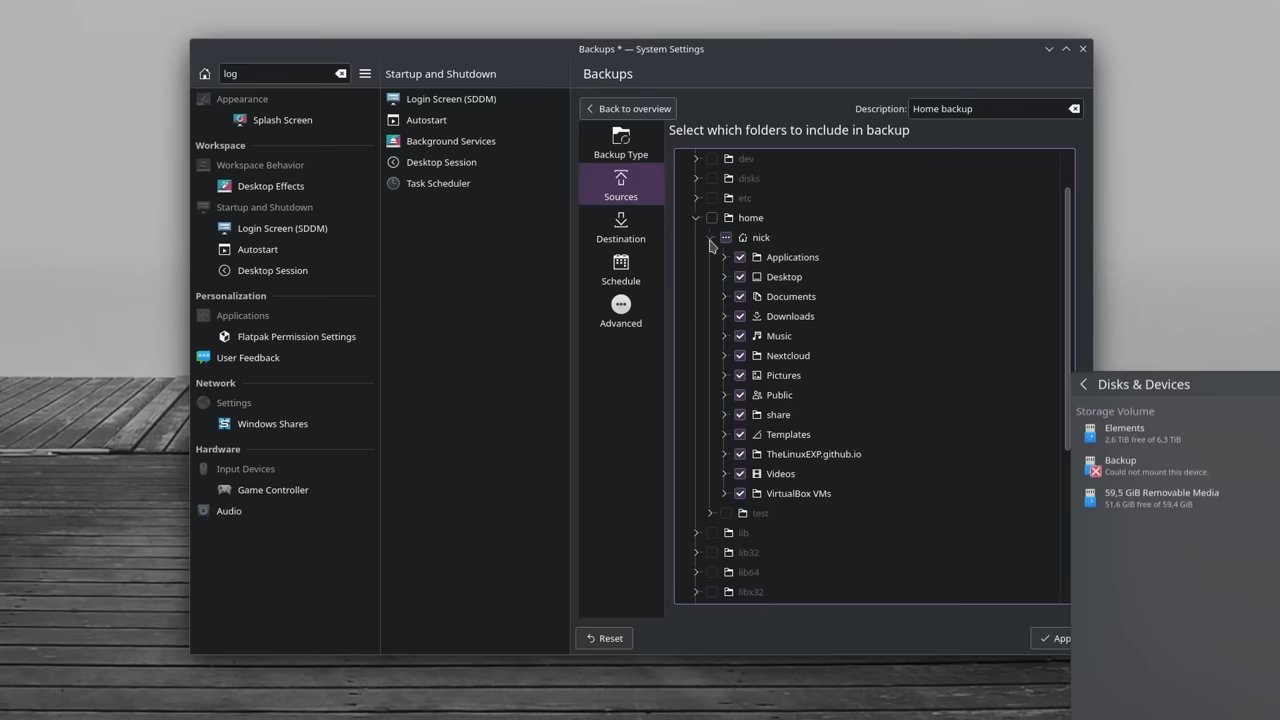 Backups * — System Settings
log
Appearance
Splash Screen
Workspace
Workspace Behavior
Desktop Effects
Startup and Shutdown
Login Screen (SDDM)
Autostart
Desktop Session
Personalization
Applications
Flatpak Permission Settings
User Feedback
Network
Settings
Windows Shares
Hardware
Input Devices
Game Controller
Audio
Startup and Shutdown
Login Screen (SDDM)
Autostart
Background Services
Desktop Session
Task Scheduler
Backups
Back to overview
Description: Home backup
Backup Type
Sources
Destination
Schedule
Advanced
Select which folders to include in backup
dev
disks
etc
home
nick
Applications
Desktop
Documents
Downloads
Music
Nextcloud
Pictures
Public
share
Templates
TheLinuxEXP.github.io
Videos
VirtualBox VMs
test
lib
lib32
lib64
libx32
Reset
App
Disks & Devices
Storage Volume
Elements
2,6 TiB free of 6,3 TiB
Backup
Could not mount this device.
59,5 GiB Removable Media
51,6 GiB free of 59,4 GiB